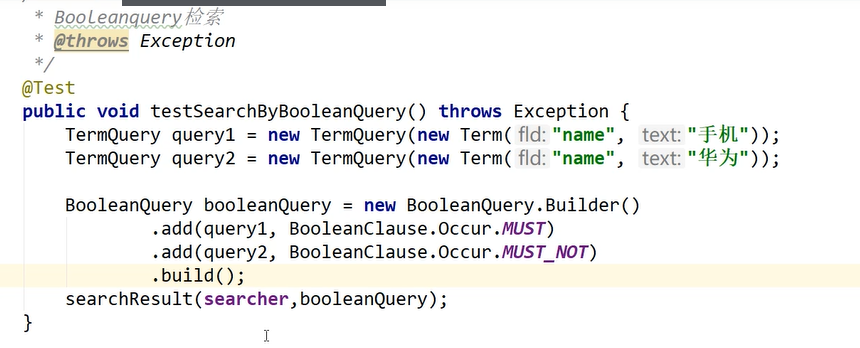 * Booleanquery检索
* @throws Exception
*/
@Test
public void testSearchByBooleanQuery() throws Exception {
TermQuery query1 = new TermQuery(new Term( fld: "name", text: "手机"));
TermQuery query2 = new TermQuery(new Term( fld: "name", text: "华为"));
BooleanQuery booleanQuery = new BooleanQuery.Builder()
.add(query1, BooleanClause.Occur.MUST)
.add(query2, BooleanClause.Occur.MUST_NOT)
.build();
searchResult(searcher,booleanQuery);
}